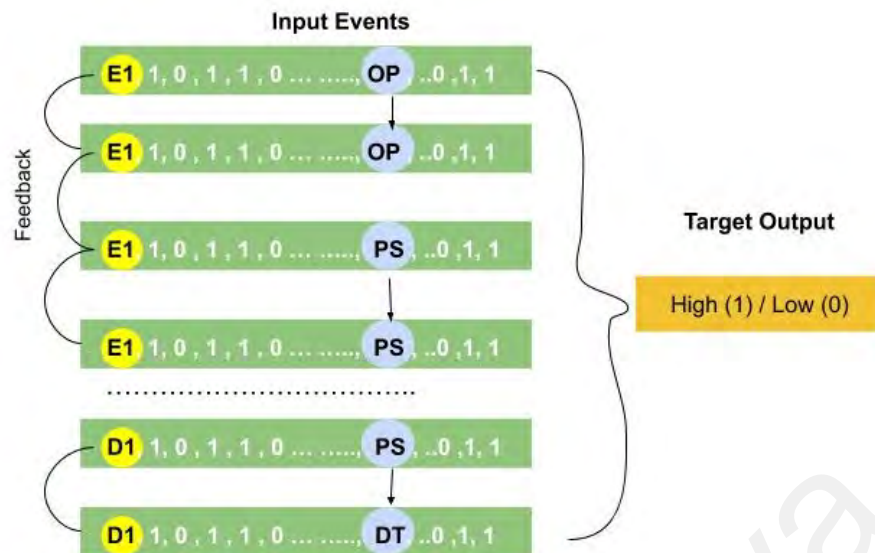 Input Events
E1 1, 0 , 1 , 1 , 0 ... ....., OP , ..0 ,1, 1
E1 1, 0 , 1 , 1 , 0 ... ....., OP , ..0 ,1, 1
Feedback
E1 1, 0 , 1 , 1 , 0 ... ....., PS , ..0 ,1, 1
E1 1, 0 , 1 , 1 , 0 ... ....., PS , ..0 ,1, 1
D1 1, 0 , 1 , 1 , 0 ... ....., PS , ..0 ,1, 1
D1 1, 0 , 1 , 1 , 0 ... ....., DT , ..0 ,1, 1
Target Output
High (1) / Low (0)